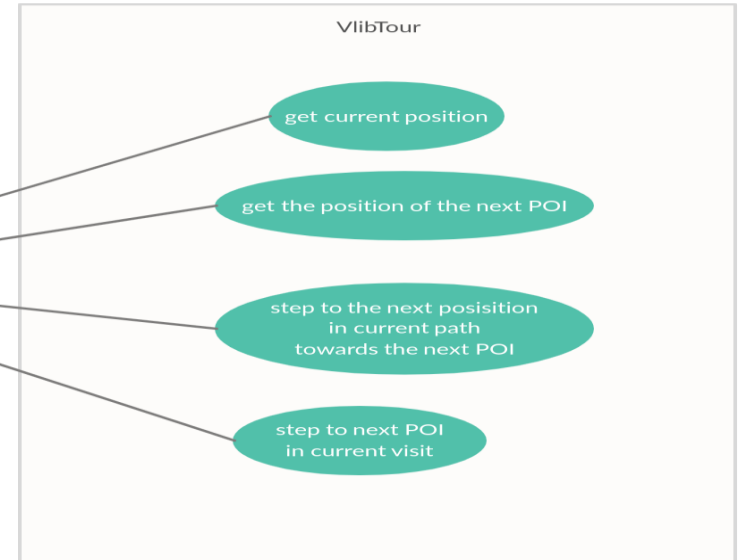 VlibTour
get current position
get the position of the next POI
step to the next posisition
in current path
towards the next POI
step to next POI
in current visit